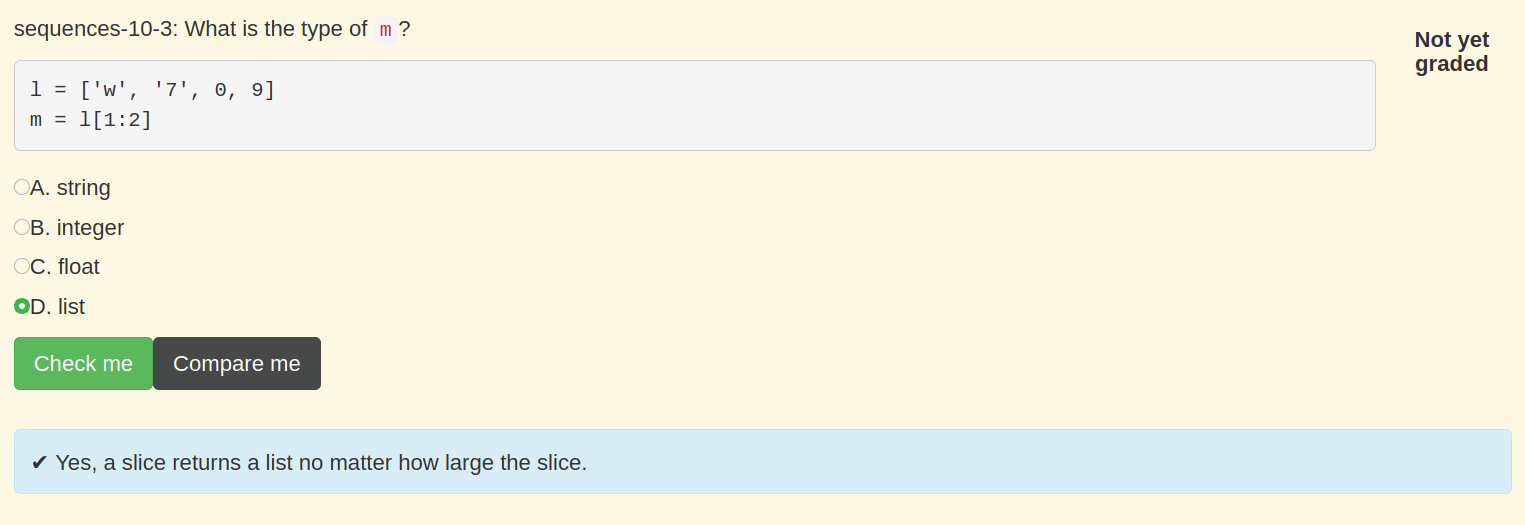 sequences-10-3: What is the type of m?
Not yet
graded
l = ['w', '7', 0, 9]
m = l[1:2]
A. string
B. integer
C. float
D. list
Check me Compare me
✔ Yes, a slice returns a list no matter how large the slice.